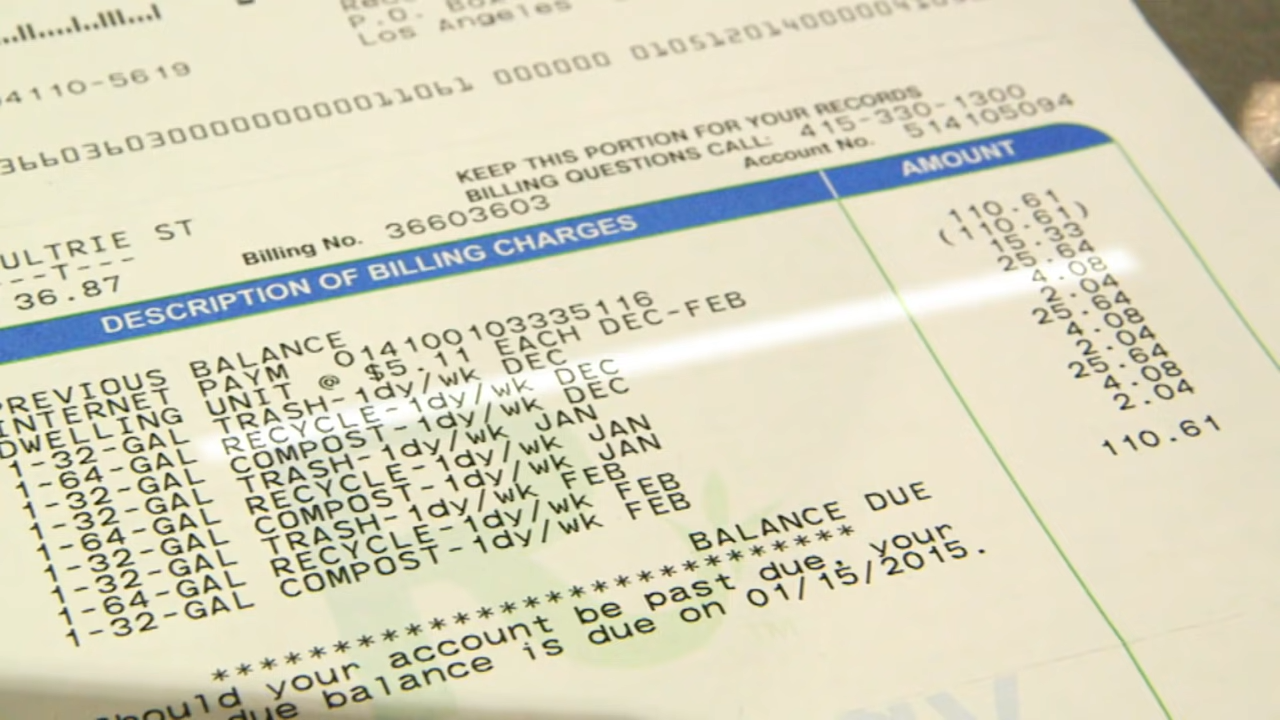 P.O. Box
Los Angeles
4110-5619
36603603000000000011061 000000 01051201400000041
KEEP THIS PORTION FOR YOUR RECORDS
BILLING QUESTIONS CALL: 415-330-1300
Account No. 514105094
ULTRIE ST
Billing No. 36603603
---T---
36.87
DESCRIPTION OF BILLING CHARGES AMOUNT
PREVIOUS BALANCE 110.61
INTERNET PAYM 014100103335116 (110.61)
DWELLING UNIT @ $5.11 EACH DEC-FEB 15.33
1-32-GAL TRASH-1dy/wk DEC 25.64
1-64-GAL RECYCLE-1dy/wk DEC 4.08
1-32-GAL COMPOST-1dy/wk DEC 2.04
1-32-GAL TRASH-1dy/wk JAN 25.64
1-64-GAL RECYCLE-1dy/wk JAN 4.08
1-32-GAL COMPOST-1dy/wk JAN 2.04
1-32-GAL TRASH-1dy/wk FEB 25.64
1-64-GAL RECYCLE-1dy/wk FEB 4.08
1-32-GAL COMPOST-1dy/wk FEB 2.04
BALANCE DUE 110.61
******************************
should your account be past due, your
due balance is due on 01/15/2015.
TM